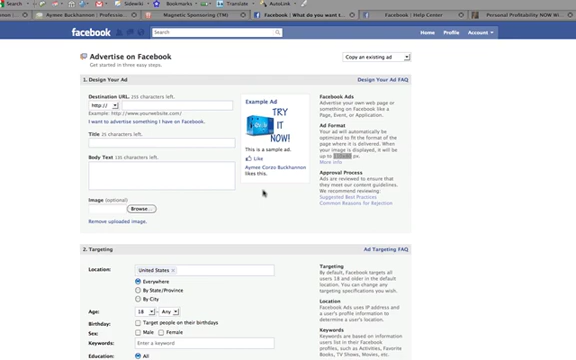 Search
Sidewiki
Bookmarks
Translate
AutoLink
Aymee Buckhannon | Profession...
Magnetic Sponsoring (TM)
Facebook | What do you want t...
Facebook | Help Center
Personal Profitability NOW Wi...
facebook
Search
Home
Profile
Account
Advertise on Facebook
Get started in three easy steps.
Copy an existing ad
1. Design Your Ad
Design Your Ad FAQ
Destination URL. 255 characters left.
http://
Example: http://www.yourwebsite.com/
I want to advertise something I have on Facebook.
Title 25 characters left.
Body Text 135 characters left.
Image (optional)
Browse...
Remove uploaded image.
Example Ad
TRY
IT
NOW!
This is a sample ad.
Like
Aymee Conzo Buckhannon
likes this.
Facebook Ads
Advertise your own web page or
something on Facebook like a
Page, Event, or Application.
Ad Format
Your ad will automatically be
optimized to fit the format of the
page where it is delivered. When
your image is displayed, it will be
up to px.
More info
Approval Process
Ads are reviewed to ensure that
they meet our content guidelines.
We recommend reviewing:
Suggested Best Practices
Common Reasons for Rejection
2. Targeting
Ad Targeting FAQ
Location:
United States
Everywhere
By State/Province
By City
Age:
18
Any
Birthday:
Target people on their birthdays
Sex:
Male
Female
Keywords:
Enter a keyword
Education:
All
Targeting
By default, Facebook targets all
users 18 and older in the default
location. You can change any
targeting specification you wish.
Location
Facebook Ads uses IP address and
a user's profile information to
determine a user's location.
Keywords
Keywords are based on information
users list in their Facebook
profiles, such as Activities, Favorite
Books, TV Shows, Movies, etc.